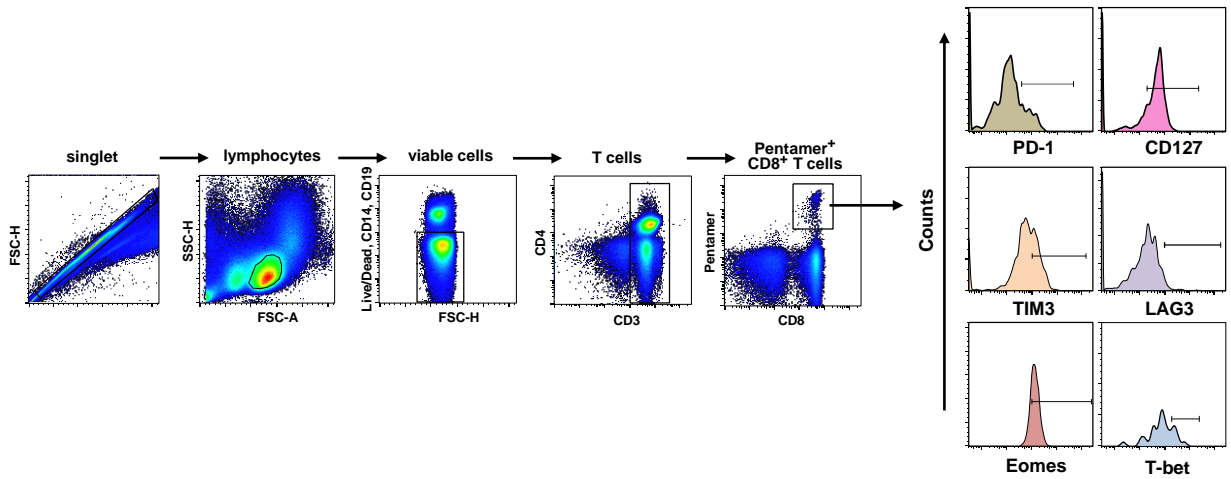 singlet
lymphocytes
viable cells
T cells
Pentamer+
CD8+ T cells
FSC-H
SSC-H
FSC-A
Live/Dead, CD14, CD19
FSC-H
CD4
CD3
Pentamer
CD8
Counts
PD-1
CD127
TIM3
LAG3
Eomes
T-bet